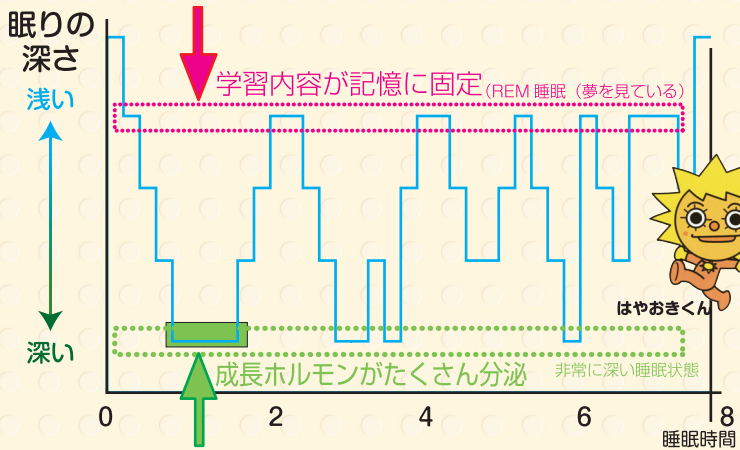 眠りの
深さ
浅い
学習内容が記憶に固定(REM 睡眠（夢を見ている）
はやおきくん
深い
成長ホルモンがたくさん分泌
非常に深い睡眠状態
0 2 4 6 8
睡眠時間